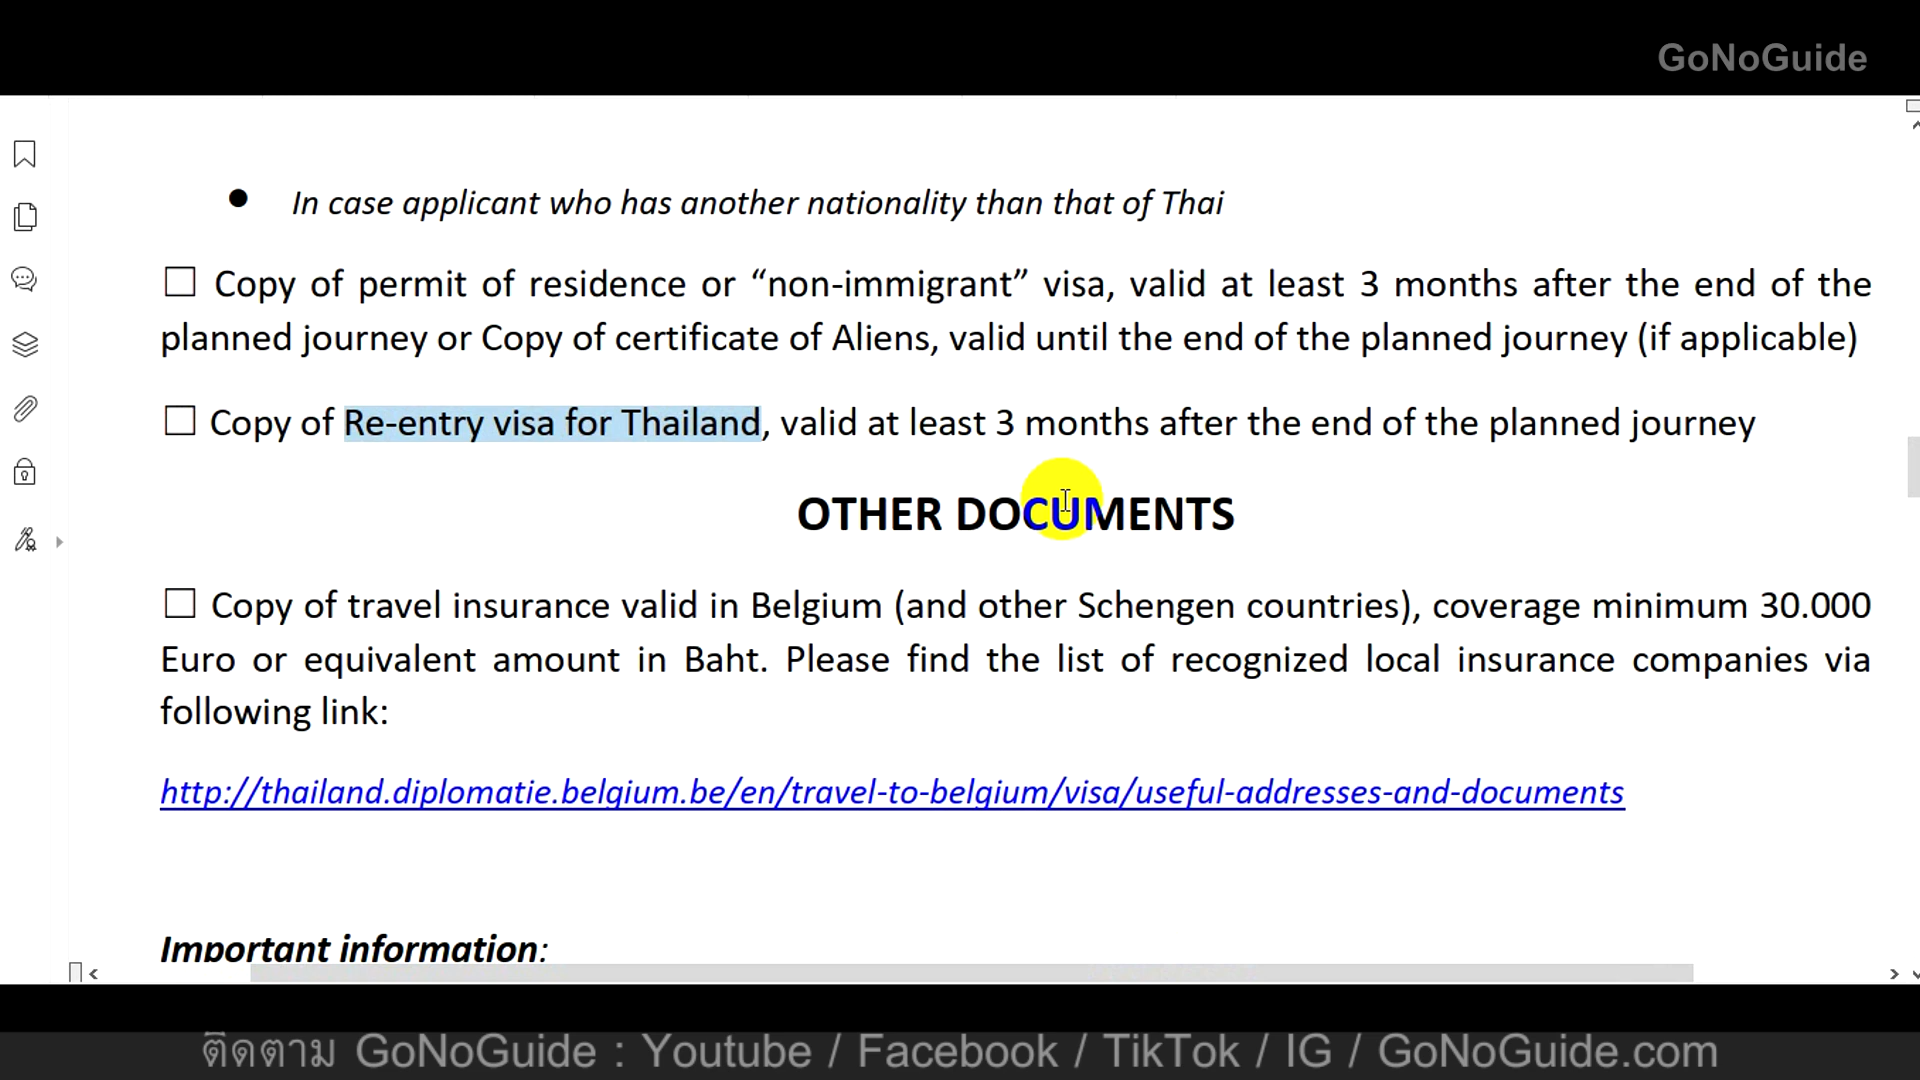 GoNoGuide
● In case applicant who has another nationality than that of Thai
☐ Copy of permit of residence or “non-immigrant” visa, valid at least 3 months after the end of the
planned journey or Copy of certificate of Aliens, valid until the end of the planned journey (if applicable)
☐ Copy of Re-entry visa for Thailand, valid at least 3 months after the end of the planned journey
OTHER DOCUMENTS
☐ Copy of travel insurance valid in Belgium (and other Schengen countries), coverage minimum 30.000
Euro or equivalent amount in Baht. Please find the list of recognized local insurance companies via
following link:
http://thailand.diplomatie.belgium.be/en/travel-to-belgium/visa/useful-addresses-and-documents
Important information:
ติดตาม GoNoGuide : Youtube / Facebook / TikTok / IG / GoNoGuide.com